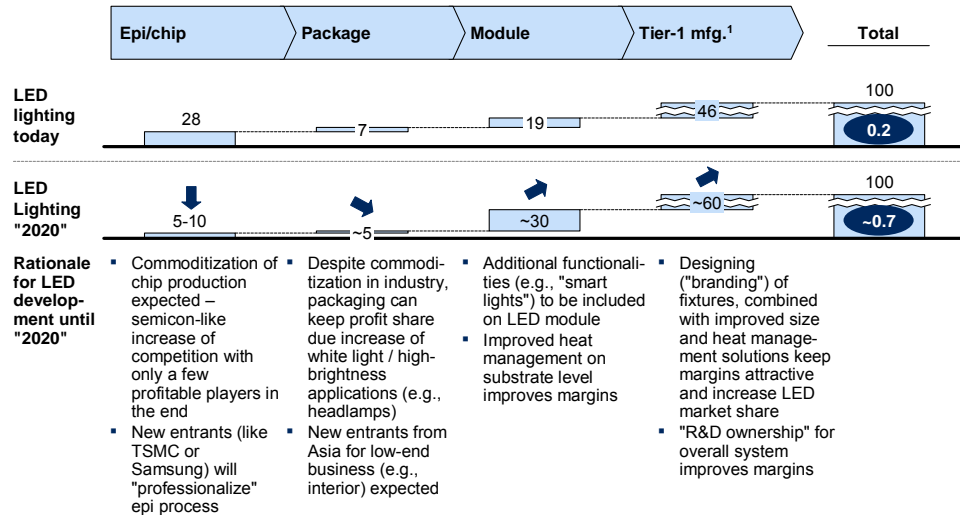 Epi/chip
Package
Module
Tier-1 mfg.¹
Total
LED
lighting
today
28
7
19
46
100
0.2
LED
Lighting
"2020"
5-10
~5
~30
~60
100
~0.7
Rationale
for LED
develop-
ment until
"2020"
▪ Commoditization of
chip production
expected –
semicon-like
increase of
competition with
only a few
profitable players in
the end
▪ New entrants (like
TSMC or
Samsung) will
"professionalize"
epi process
▪ Despite commodi-
tization in industry,
packaging can
keep profit share
due increase of
white light / high-
brightness
applications (e.g.,
headlamps)
▪ New entrants from
Asia for low-end
business (e.g.,
interior) expected
▪ Additional functionali-
ties (e.g., "smart
lights") to be included
on LED module
▪ Improved heat
management on
substrate level
improves margins
▪ Designing
("branding") of
fixtures, combined
with improved size
and heat manage-
ment solutions keep
margins attractive
and increase LED
market share
▪ "R&D ownership" for
overall system
improves margins